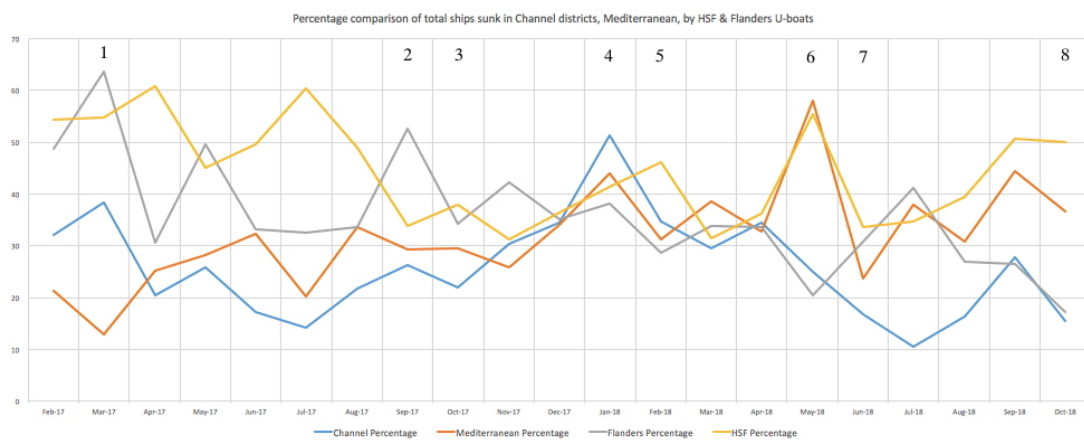 Percentage comparison of total ships sunk in Channel districts, Mediterranean, by HSF & Flanders U-boats
70
1 2 3 4 5 6 7 8
60
50
40
30
20
10
0
Feb-17 Mar-17 Apr-17 May-17 Jun-17 Jul-17 Aug-17 Sep-17 Oct-17 Nov-17 Dec-17 Jan-18 Feb-18 Mar-18 Apr-18 May-18 Jun-18 Jul-18 Aug-18 Sep-18 Oct-18
Channel Percentage Mediterranean Percentage Flanders Percentage HSF Percentage